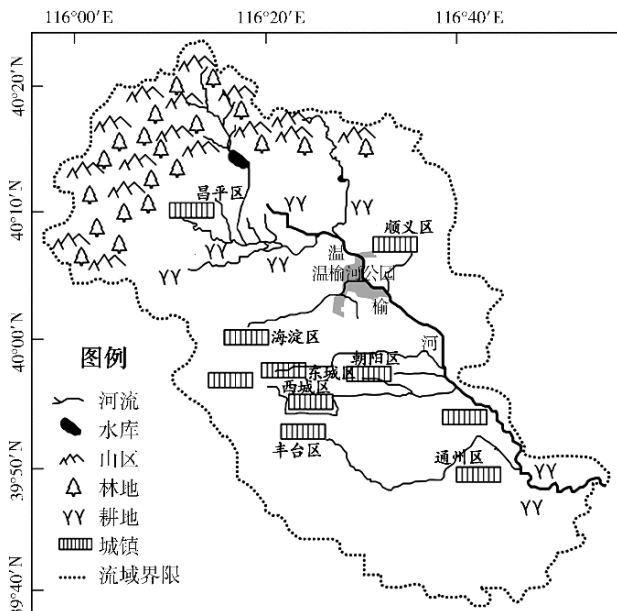 116°00′E
116°20′E
116°40′E
40°20′N
40°10′N
40°00′N
39°50′N
39°40′N
昌平区
顺义区
温
温榆河公园
榆
河
海淀区
朝阳区
东城区
西城区
丰台区
通州区
图例
河流
水库
山区
林地
耕地
城镇
流域界限